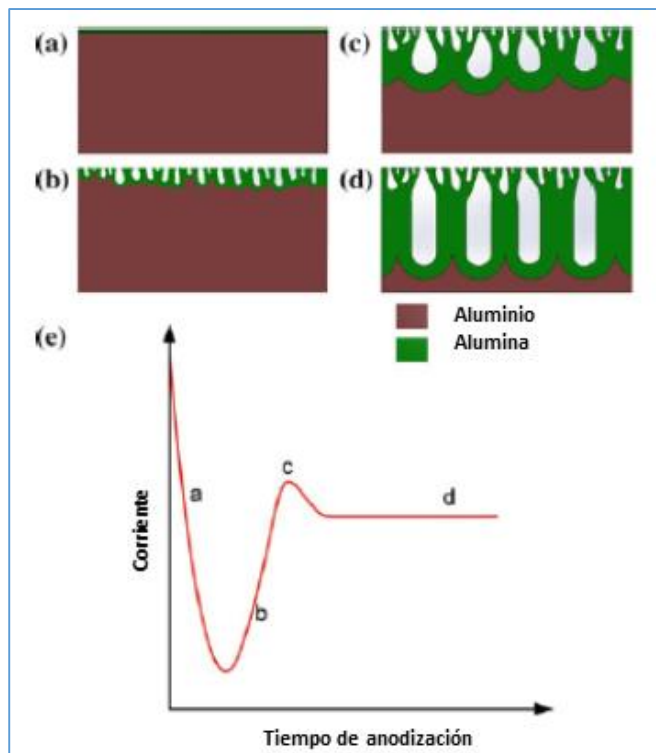 (a)
(c)
(b)
(d)
Aluminio
Alumina
(e)
c
a
d
b
Corriente
Tiempo de anodización